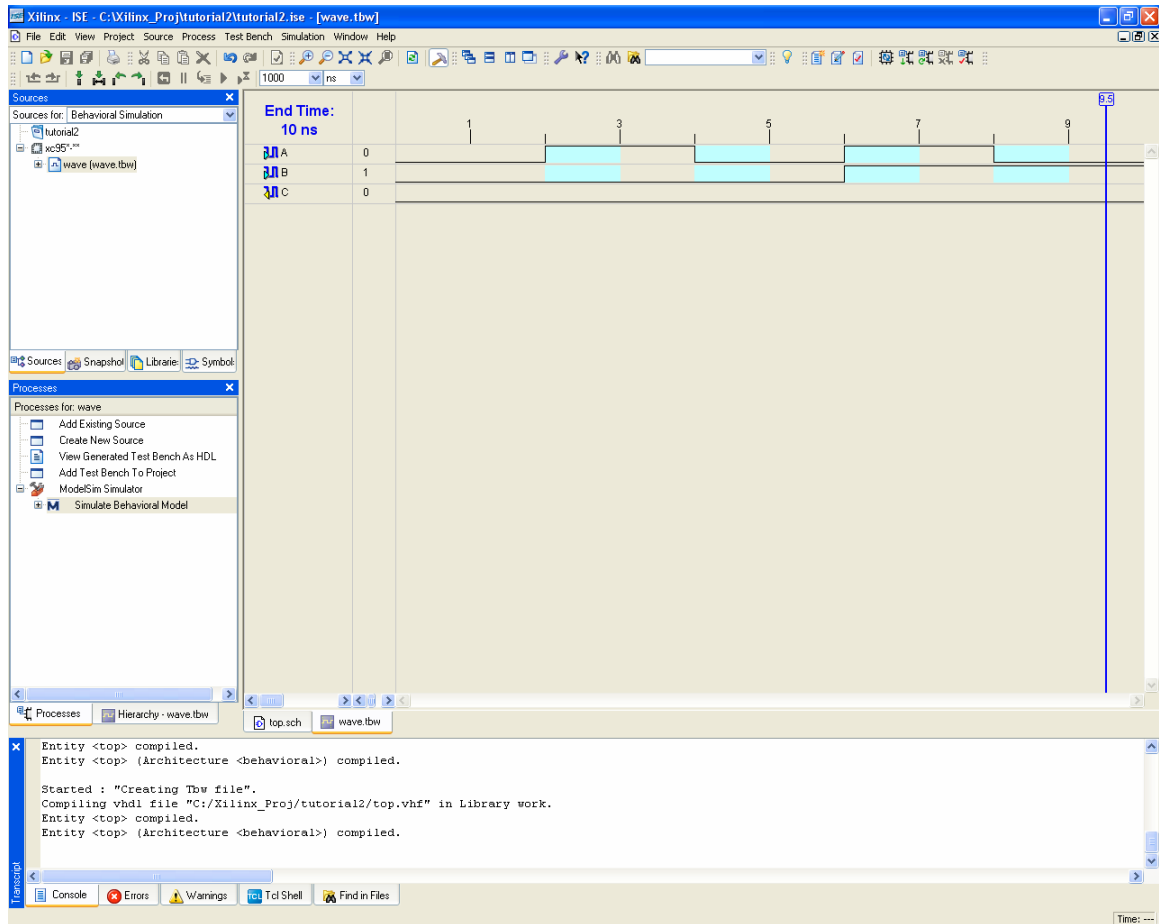 Xilinx - ISE - C:\Xilinx_Proj\tutorial2\tutorial2.ise - [wave.tbw]
File Edit View Project Source Process Test Bench Simulation Window Help
1000 ns
Sources
Sources for: Behavioral Simulation
tutorial2
xc95*-**
wave (wave.tbw)
Sources Snapshot Libraries Symbols
Processes
Processes for: wave
Add Existing Source
Create New Source
View Generated Test Bench As HDL
Add Test Bench To Project
ModelSim Simulator
Simulate Behavioral Model
Processes Hierarchy - wave.tbw
End Time:
10 ns
1 3 5 7 9
9.5
A 0
B 1
C 0
top.sch wave.tbw
Entity <top> compiled.
Entity <top> (Architecture <behavioral>) compiled.
Started : "Creating Tbw file".
Compiling vhdl file "C:/Xilinx_Proj/tutorial2/top.vhf" in Library work.
Entity <top> compiled.
Entity <top> (Architecture <behavioral>) compiled.
Transcript
Console Errors Warnings TCL Tcl Shell Find in Files
Time: ---